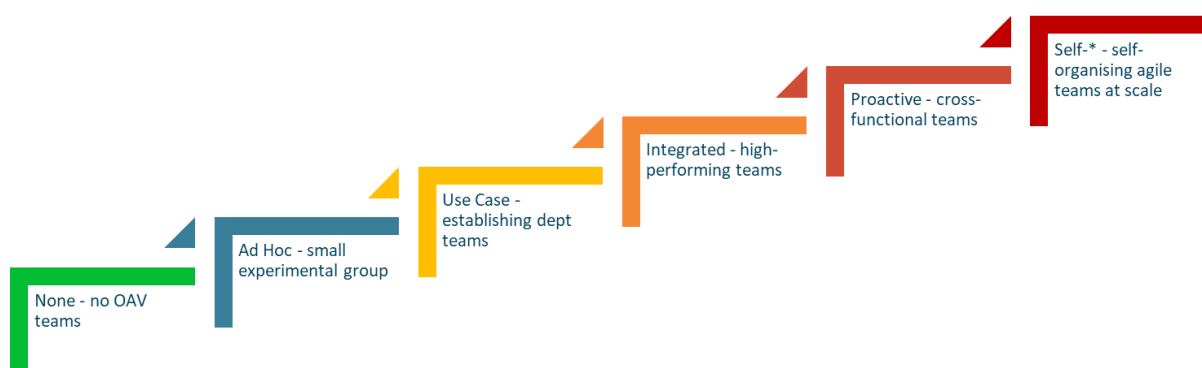 None - no OAV
teams
Ad Hoc - small
experimental group
Use Case -
establishing dept
teams
Integrated - high-
performing teams
Proactive - cross-
functional teams
Self-* - self-
organising agile
teams at scale